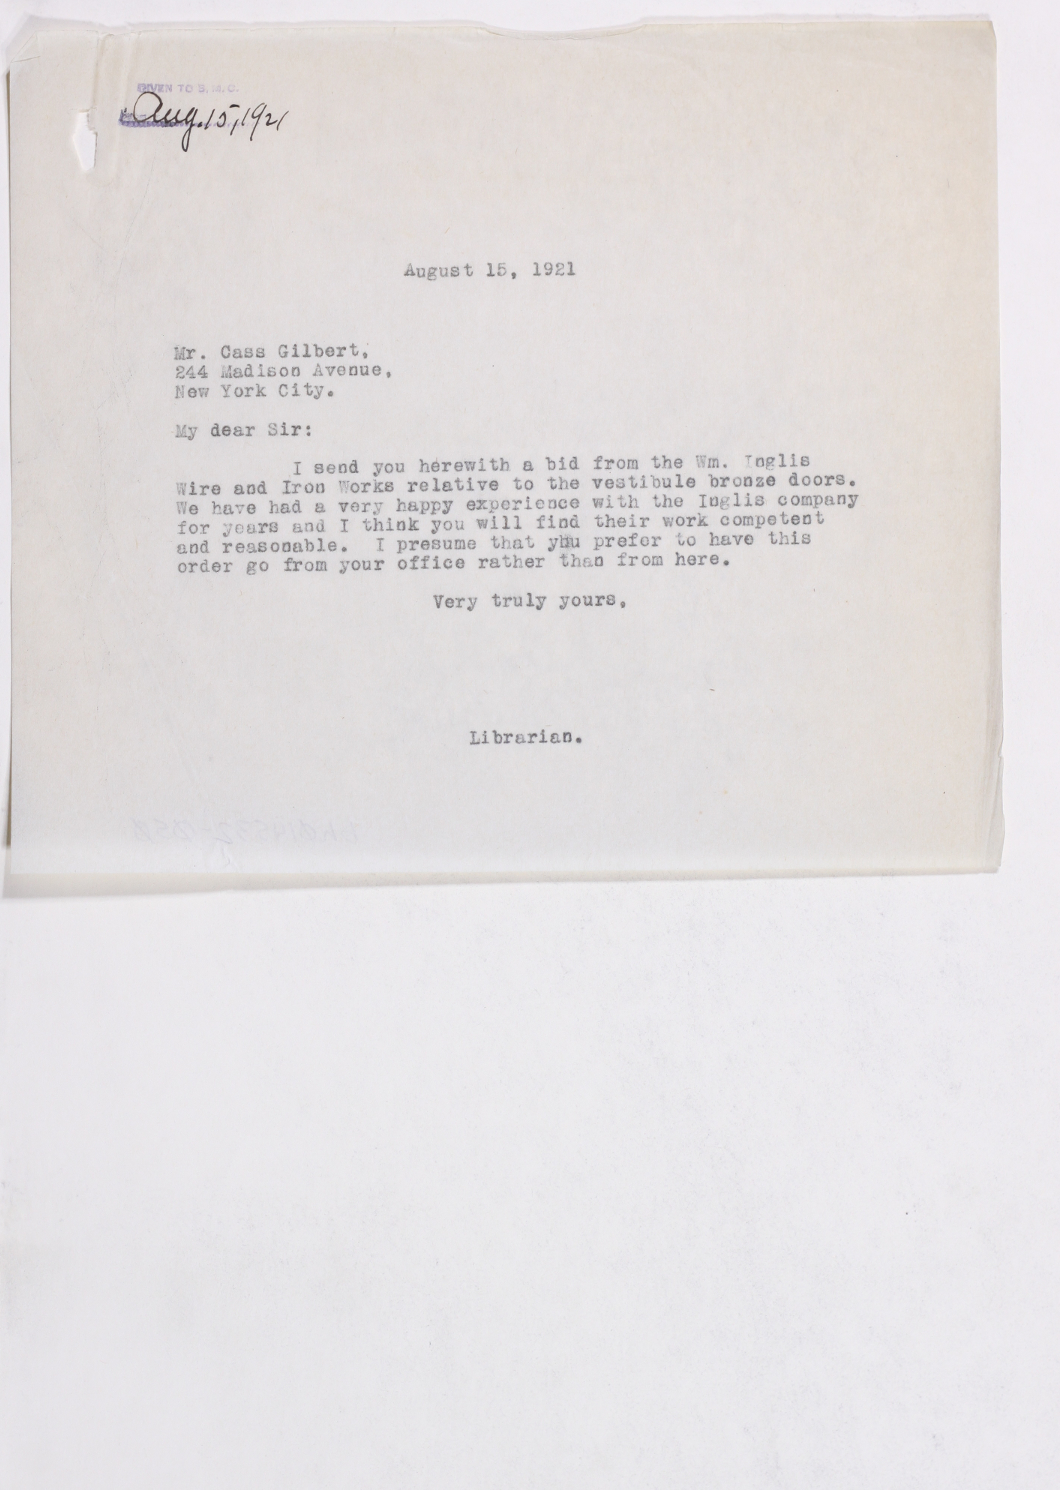 GIVEN TO S. M. C.
Aug. 15, 1921
August 15, 1921
Mr. Cass Gilbert,
244 Madison Avenue,
New York City.
My dear Sir:
I send you herewith a bid from the Wm. Inglis
Wire and Iron Works relative to the vestibule bronze doors.
We have had a very happy experience with the Inglis company
for years and I think you will find their work competent
and reasonable. I presume that you prefer to have this
order go from your office rather than from here.
Very truly yours,
Librarian.